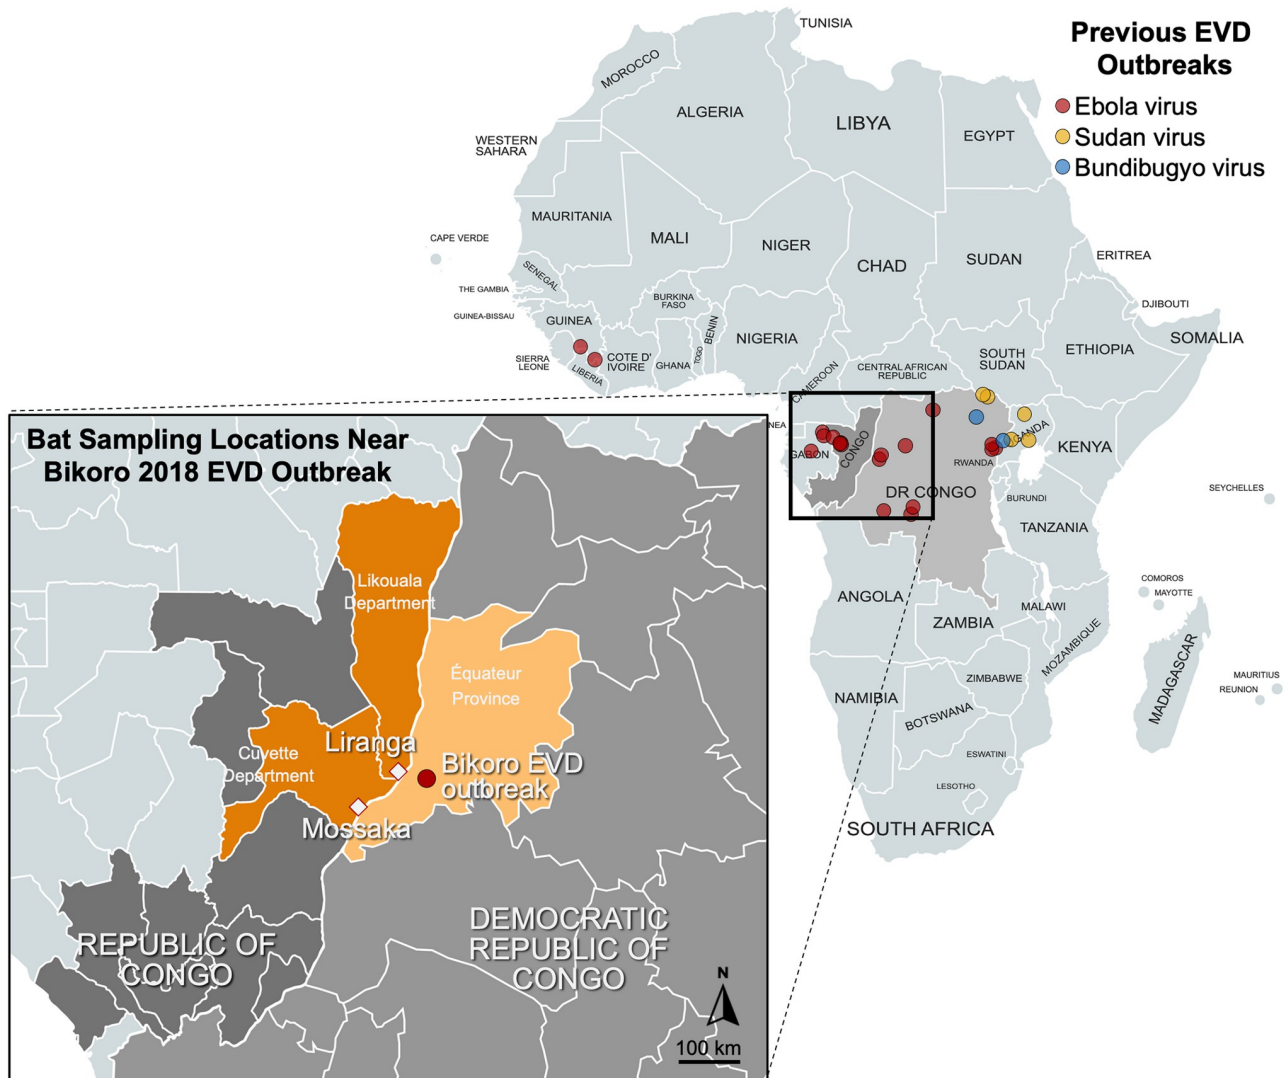 Previous EVD
Outbreaks
Ebola virus
Sudan virus
Bundibugyo virus
TUNISIA
MOROCCO
ALGERIA
LIBYA
EGYPT
WESTERN
SAHARA
MAURITANIA
MALI
NIGER
CHAD
SUDAN
ERITREA
CAPE VERDE
SENEGAL
THE GAMBIA
GUINEA-BISSAU
GUINEA
BURKINA
FASO
BENIN
TOGO
NIGERIA
DJIBOUTI
SOMALIA
ETHIOPIA
SOUTH
SUDAN
SIERRA
LEONE
LIBERIA
COTE D'
IVOIRE
GHANA
CAMEROON
CENTRAL AFRICAN
REPUBLIC
NEA
GABON
CONGO
GANDA
KENYA
RWANDA
DR CONGO
BURUNDI
TANZANIA
SEYCHELLES
COMOROS
MAYOTTE
ANGOLA
ZAMBIA
MALAWI
MOZAMBIQUE
MADAGASCAR
MAURITIUS
REUNION
NAMIBIA
ZIMBABWE
BOTSWANA
ESWATINI
LESOTHO
SOUTH AFRICA
Bat Sampling Locations Near
Bikoro 2018 EVD Outbreak
Likouala
Department
Équateur
Province
Cuvette
Department
Liranga
Bikoro EVD
outbreak
Mossaka
REPUBLIC OF
CONGO
DEMOCRATIC
REPUBLIC OF
CONGO
N
100 km